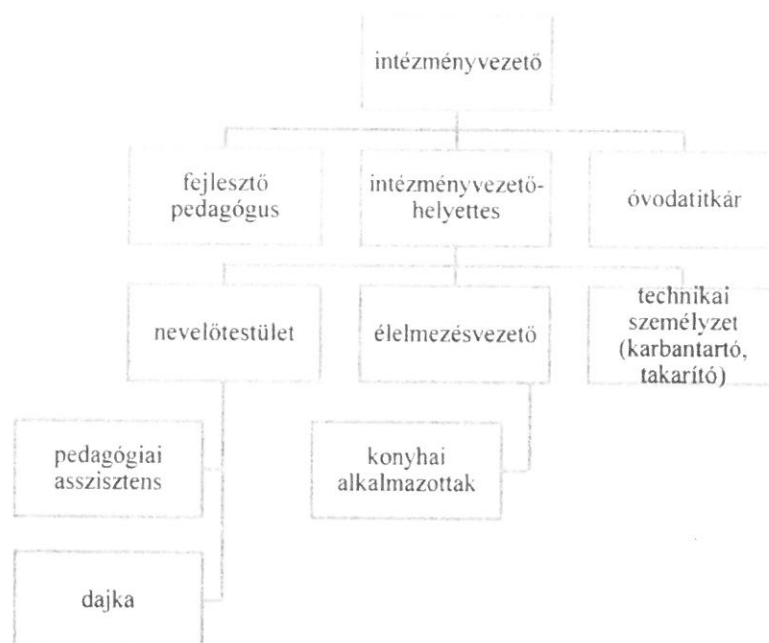 intézményvezető
fejlesztő
pedagógus
intézményvezető-
helyettes
óvodatitkár
nevelőtestület
élelmezésvezető
technikai
személyzet
(karbantartó,
takarító)
pedagógiai
asszisztens
konyhai
alkalmazottak
dajka